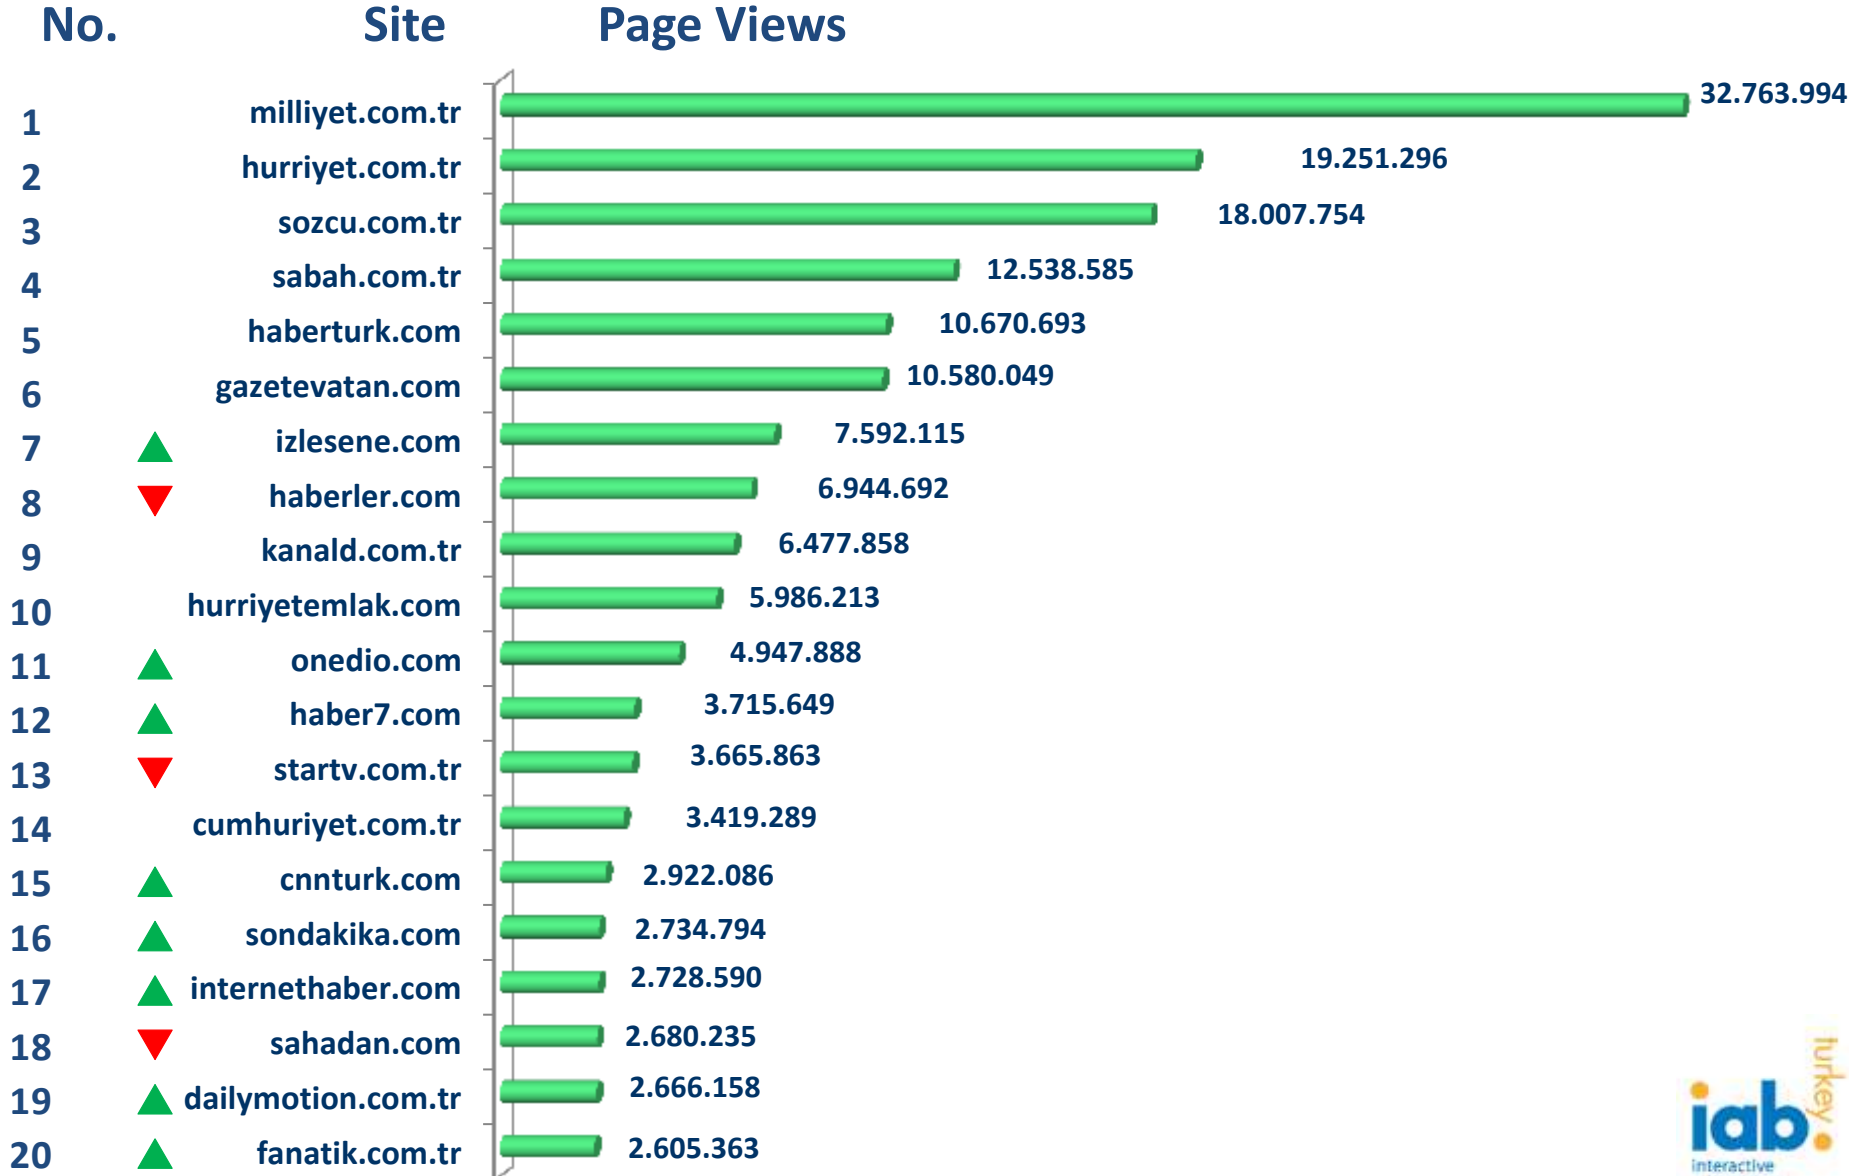 No. Site Page Views
1 milliyet.com.tr 32.763.994
2 hurriyet.com.tr 19.251.296
3 sozcu.com.tr 18.007.754
4 sabah.com.tr 12.538.585
5 haberturk.com 10.670.693
6 gazetevatan.com 10.580.049
7 izlesene.com 7.592.115
8 haberler.com 6.944.692
9 kanald.com.tr 6.477.858
10 hurriyetemlak.com 5.986.213
11 onedio.com 4.947.888
12 haber7.com 3.715.649
13 startv.com.tr 3.665.863
14 cumhuriyet.com.tr 3.419.289
15 cnnturk.com 2.922.086
16 sondakika.com 2.734.794
17 internethaber.com 2.728.590
18 sahadan.com 2.680.235
19 dailymotion.com.tr 2.666.158
20 fanatik.com.tr 2.605.363
iab.
turkey
interactive